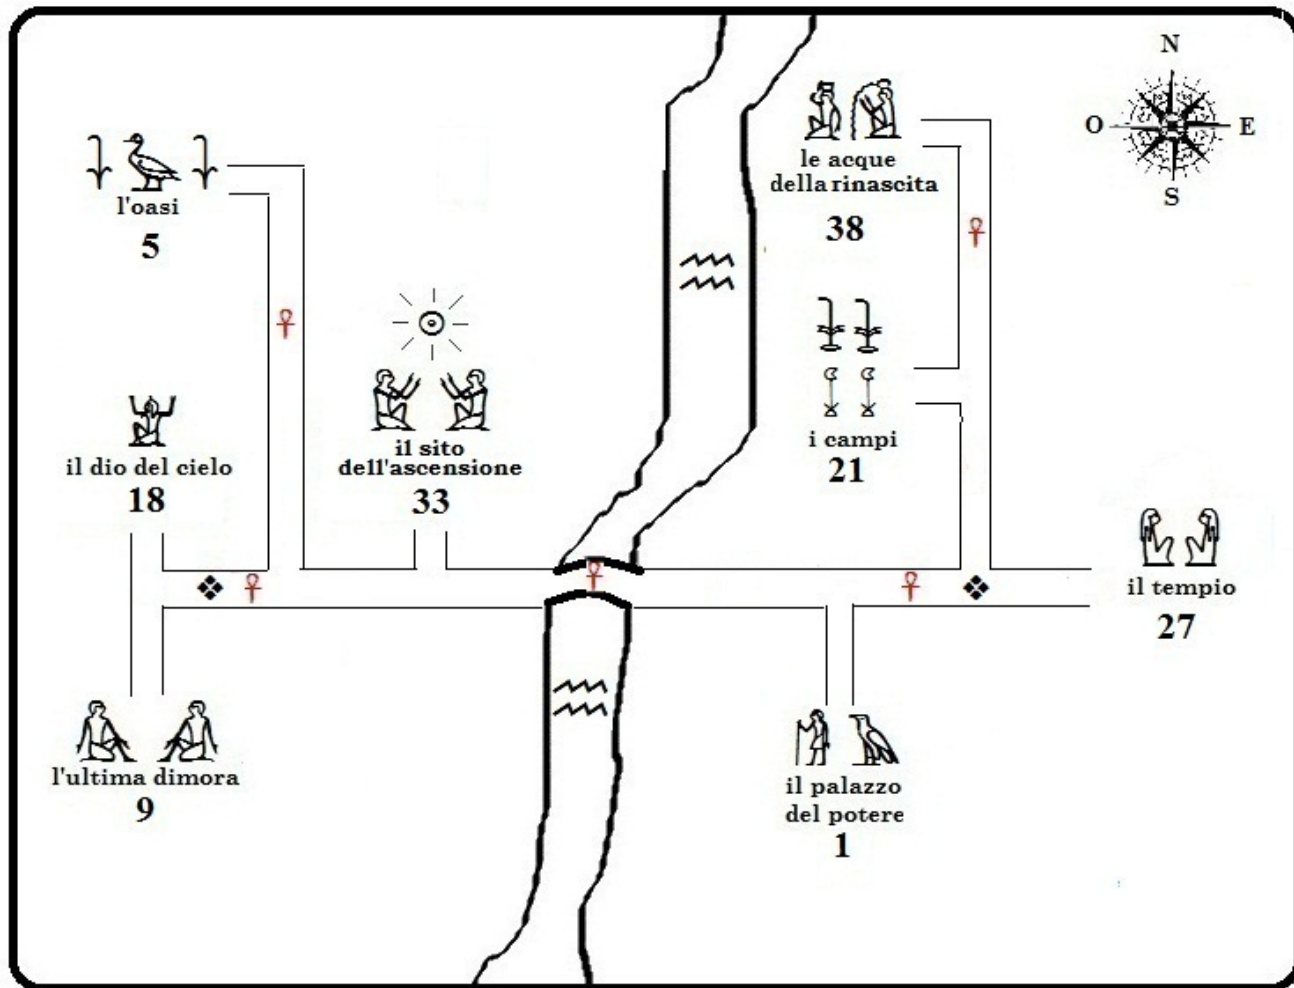 N
O
E
S
l'oasi
5
le acque
della rinascita
38
i campi
21
il dio del cielo
18
il sito
dell'ascensione
33
il tempio
27
l'ultima dimora
9
il palazzo
del potere
1